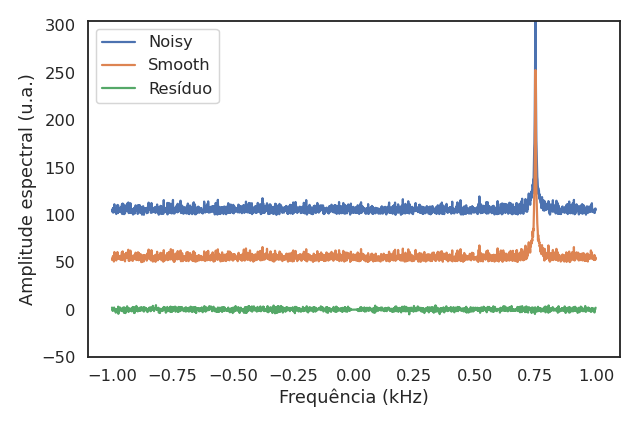 300
250
200
150
100
50
0
−50
Amplitude espectral (u.a.)
Noisy
Smooth
Resíduo
−1.00 −0.75 −0.50 −0.25 0.00 0.25 0.50 0.75 1.00
Frequência (kHz)